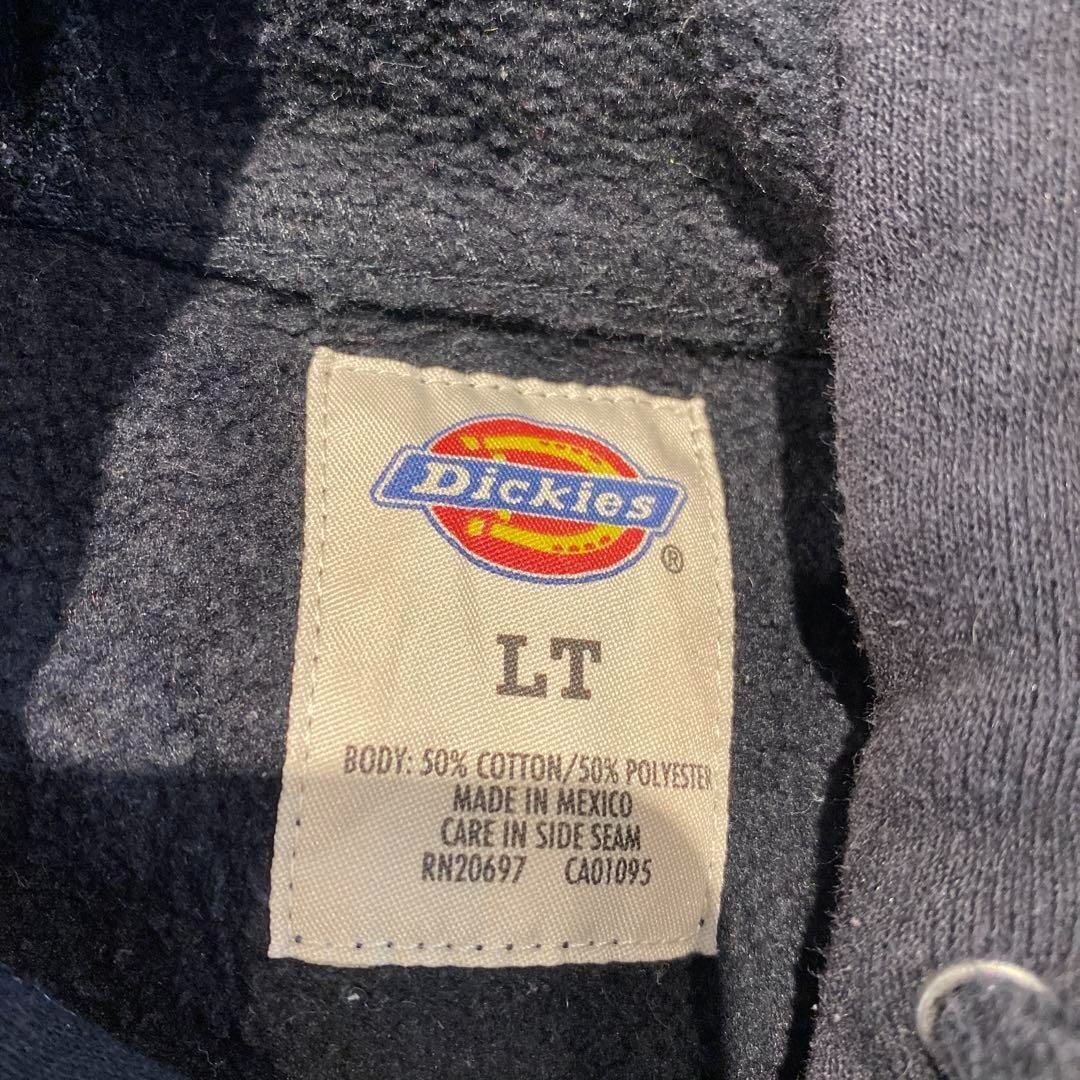 Dickies
®
LT
BODY: 50% COTTON/50% POLYESTER
MADE IN MEXICO
CARE IN SIDE SEAM
RN20697 CA01095